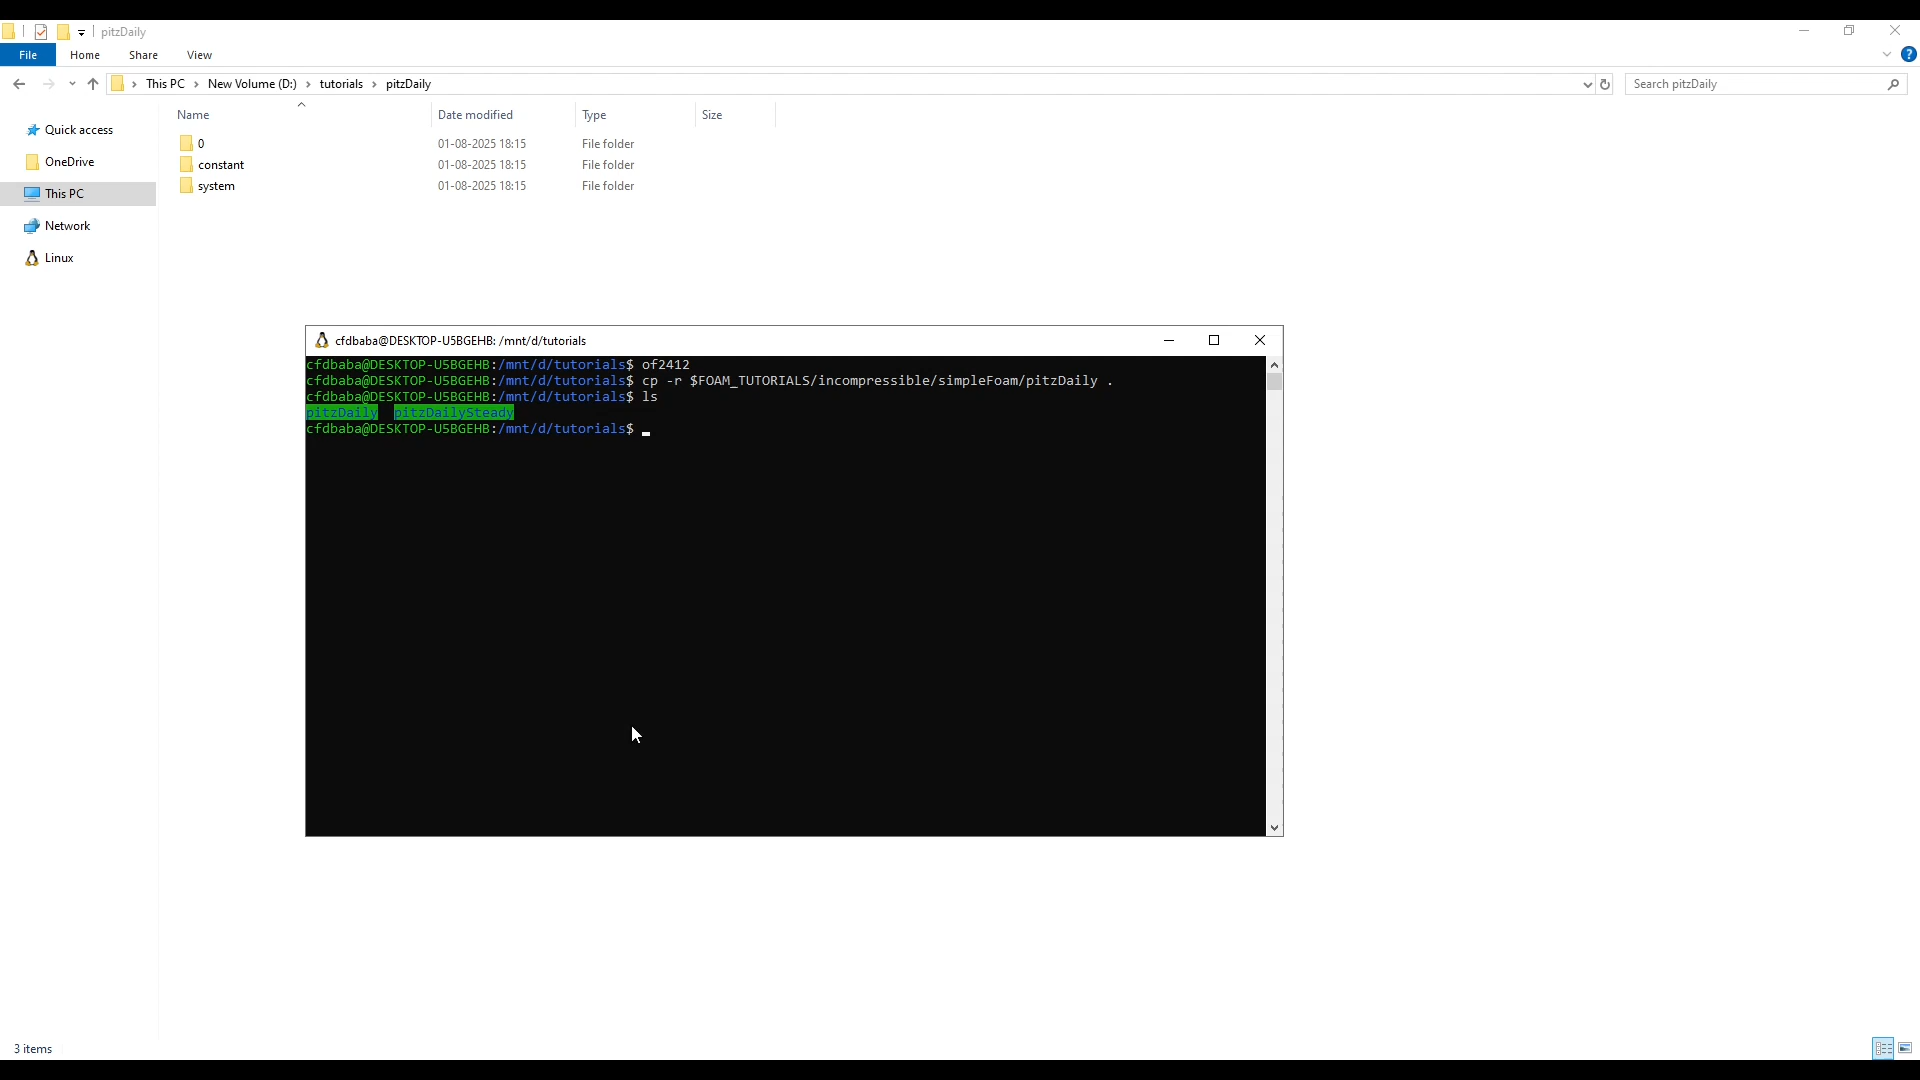 pitzDaily
File Home Share View
This PC New Volume (D:) tutorials pitzDaily Search pitzDaily
Name Date modified Type Size
Quick access
OneDrive
This PC
Network
Linux
0 01-08-2025 18:15 File folder
constant 01-08-2025 18:15 File folder
system 01-08-2025 18:15 File folder
cfdbaba@DESKTOP-U5BGEHB: /mnt/d/tutorials
cfdbaba@DESKTOP-U5BGEHB:/mnt/d/tutorials$ of2412
cfdbaba@DESKTOP-U5BGEHB:/mnt/d/tutorials$ cp -r $FOAM_TUTORIALS/incompressible/simpleFoam/pitzDaily .
cfdbaba@DESKTOP-U5BGEHB:/mnt/d/tutorials$ ls
pitzDaily pitzDailySteady
cfdbaba@DESKTOP-U5BGEHB:/mnt/d/tutorials$
3 items